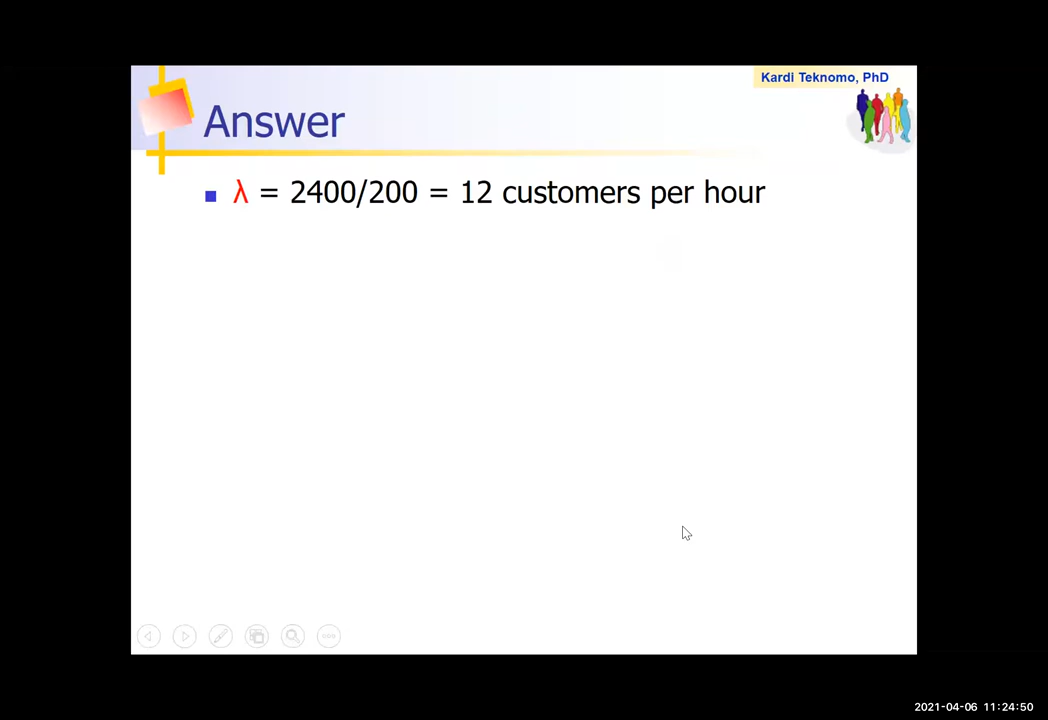 Kardi Teknomo, PhD
Answer
λ = 2400/200 = 12 customers per hour
2021-04-06 11:24:50